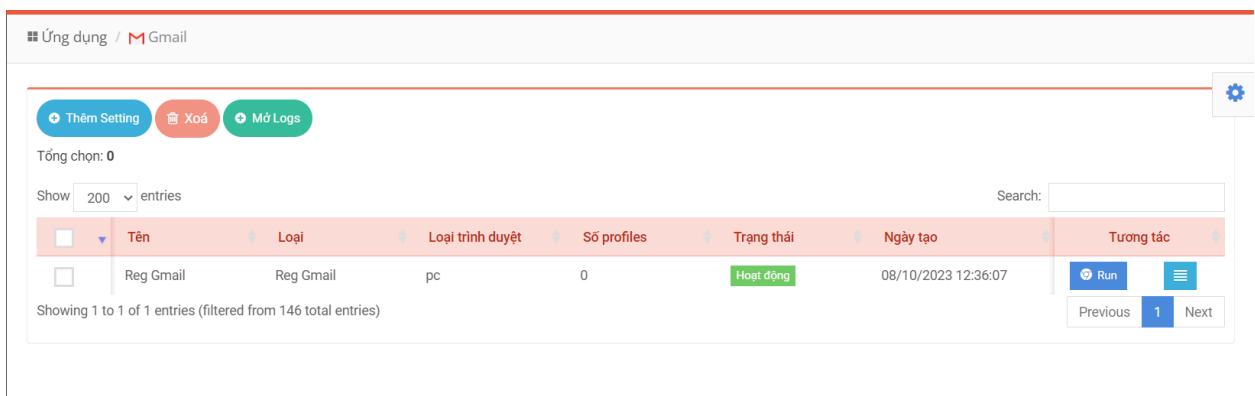 Ứng dụng / Gmail
Thêm Setting Xoá Mở Logs
Tổng chọn: 0
Show 200 entries Search:
Tên Loại Loại trình duyệt Số profiles Trạng thái Ngày tạo Tương tác
Reg Gmail Reg Gmail pc 0 Hoạt động 08/10/2023 12:36:07 Run
Showing 1 to 1 of 1 entries (filtered from 146 total entries) Previous 1 Next